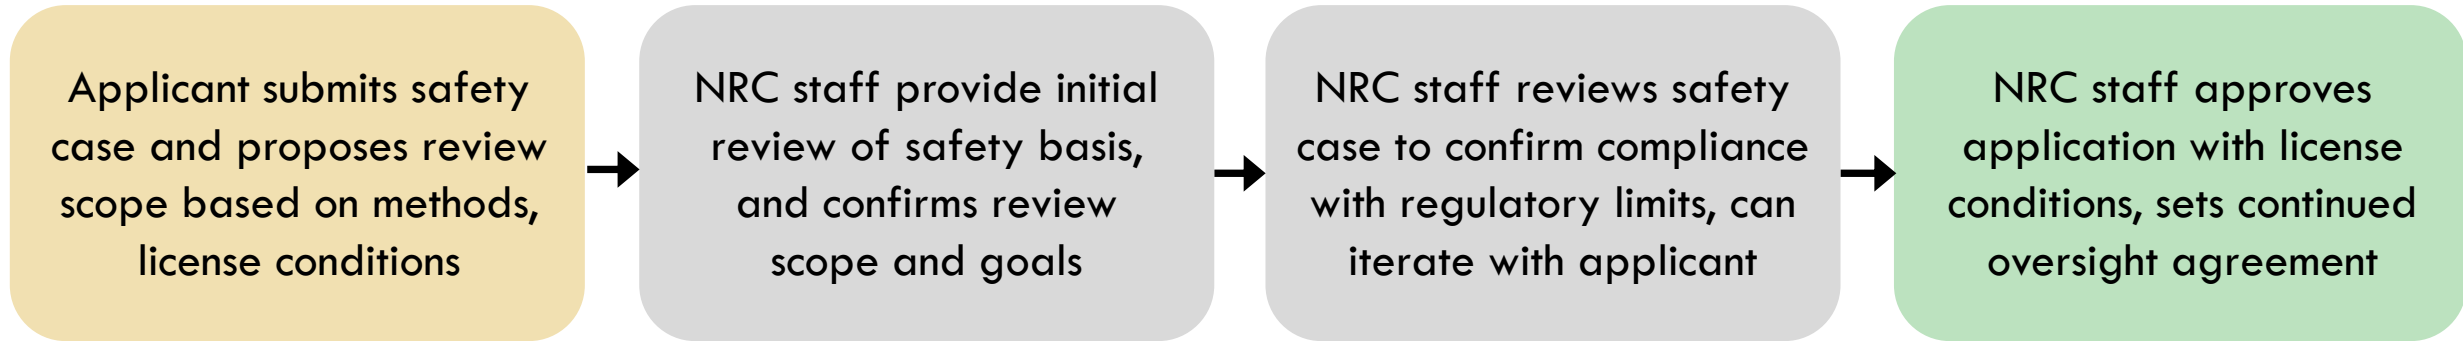 Applicant submits safety
case and proposes review
scope based on methods,
license conditions
NRC staff provide initial
review of safety basis,
and confirms review
scope and goals
NRC staff reviews safety
case to confirm compliance
with regulatory limits, can
iterate with applicant
NRC staff approves
application with license
conditions, sets continued
oversight agreement